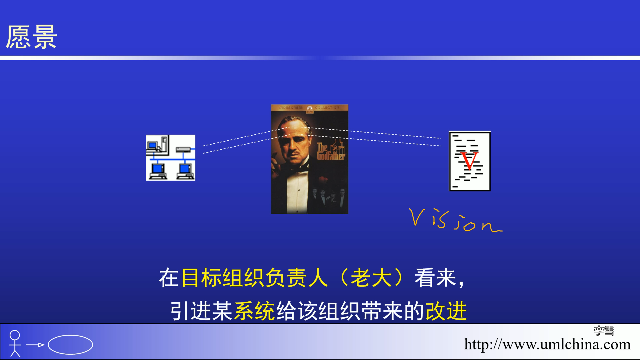 愿景
The
Godfather
V
Vision
在目标组织负责人（老大）看来，
引进某系统给该组织带来的改进
http://www.umlchina.com